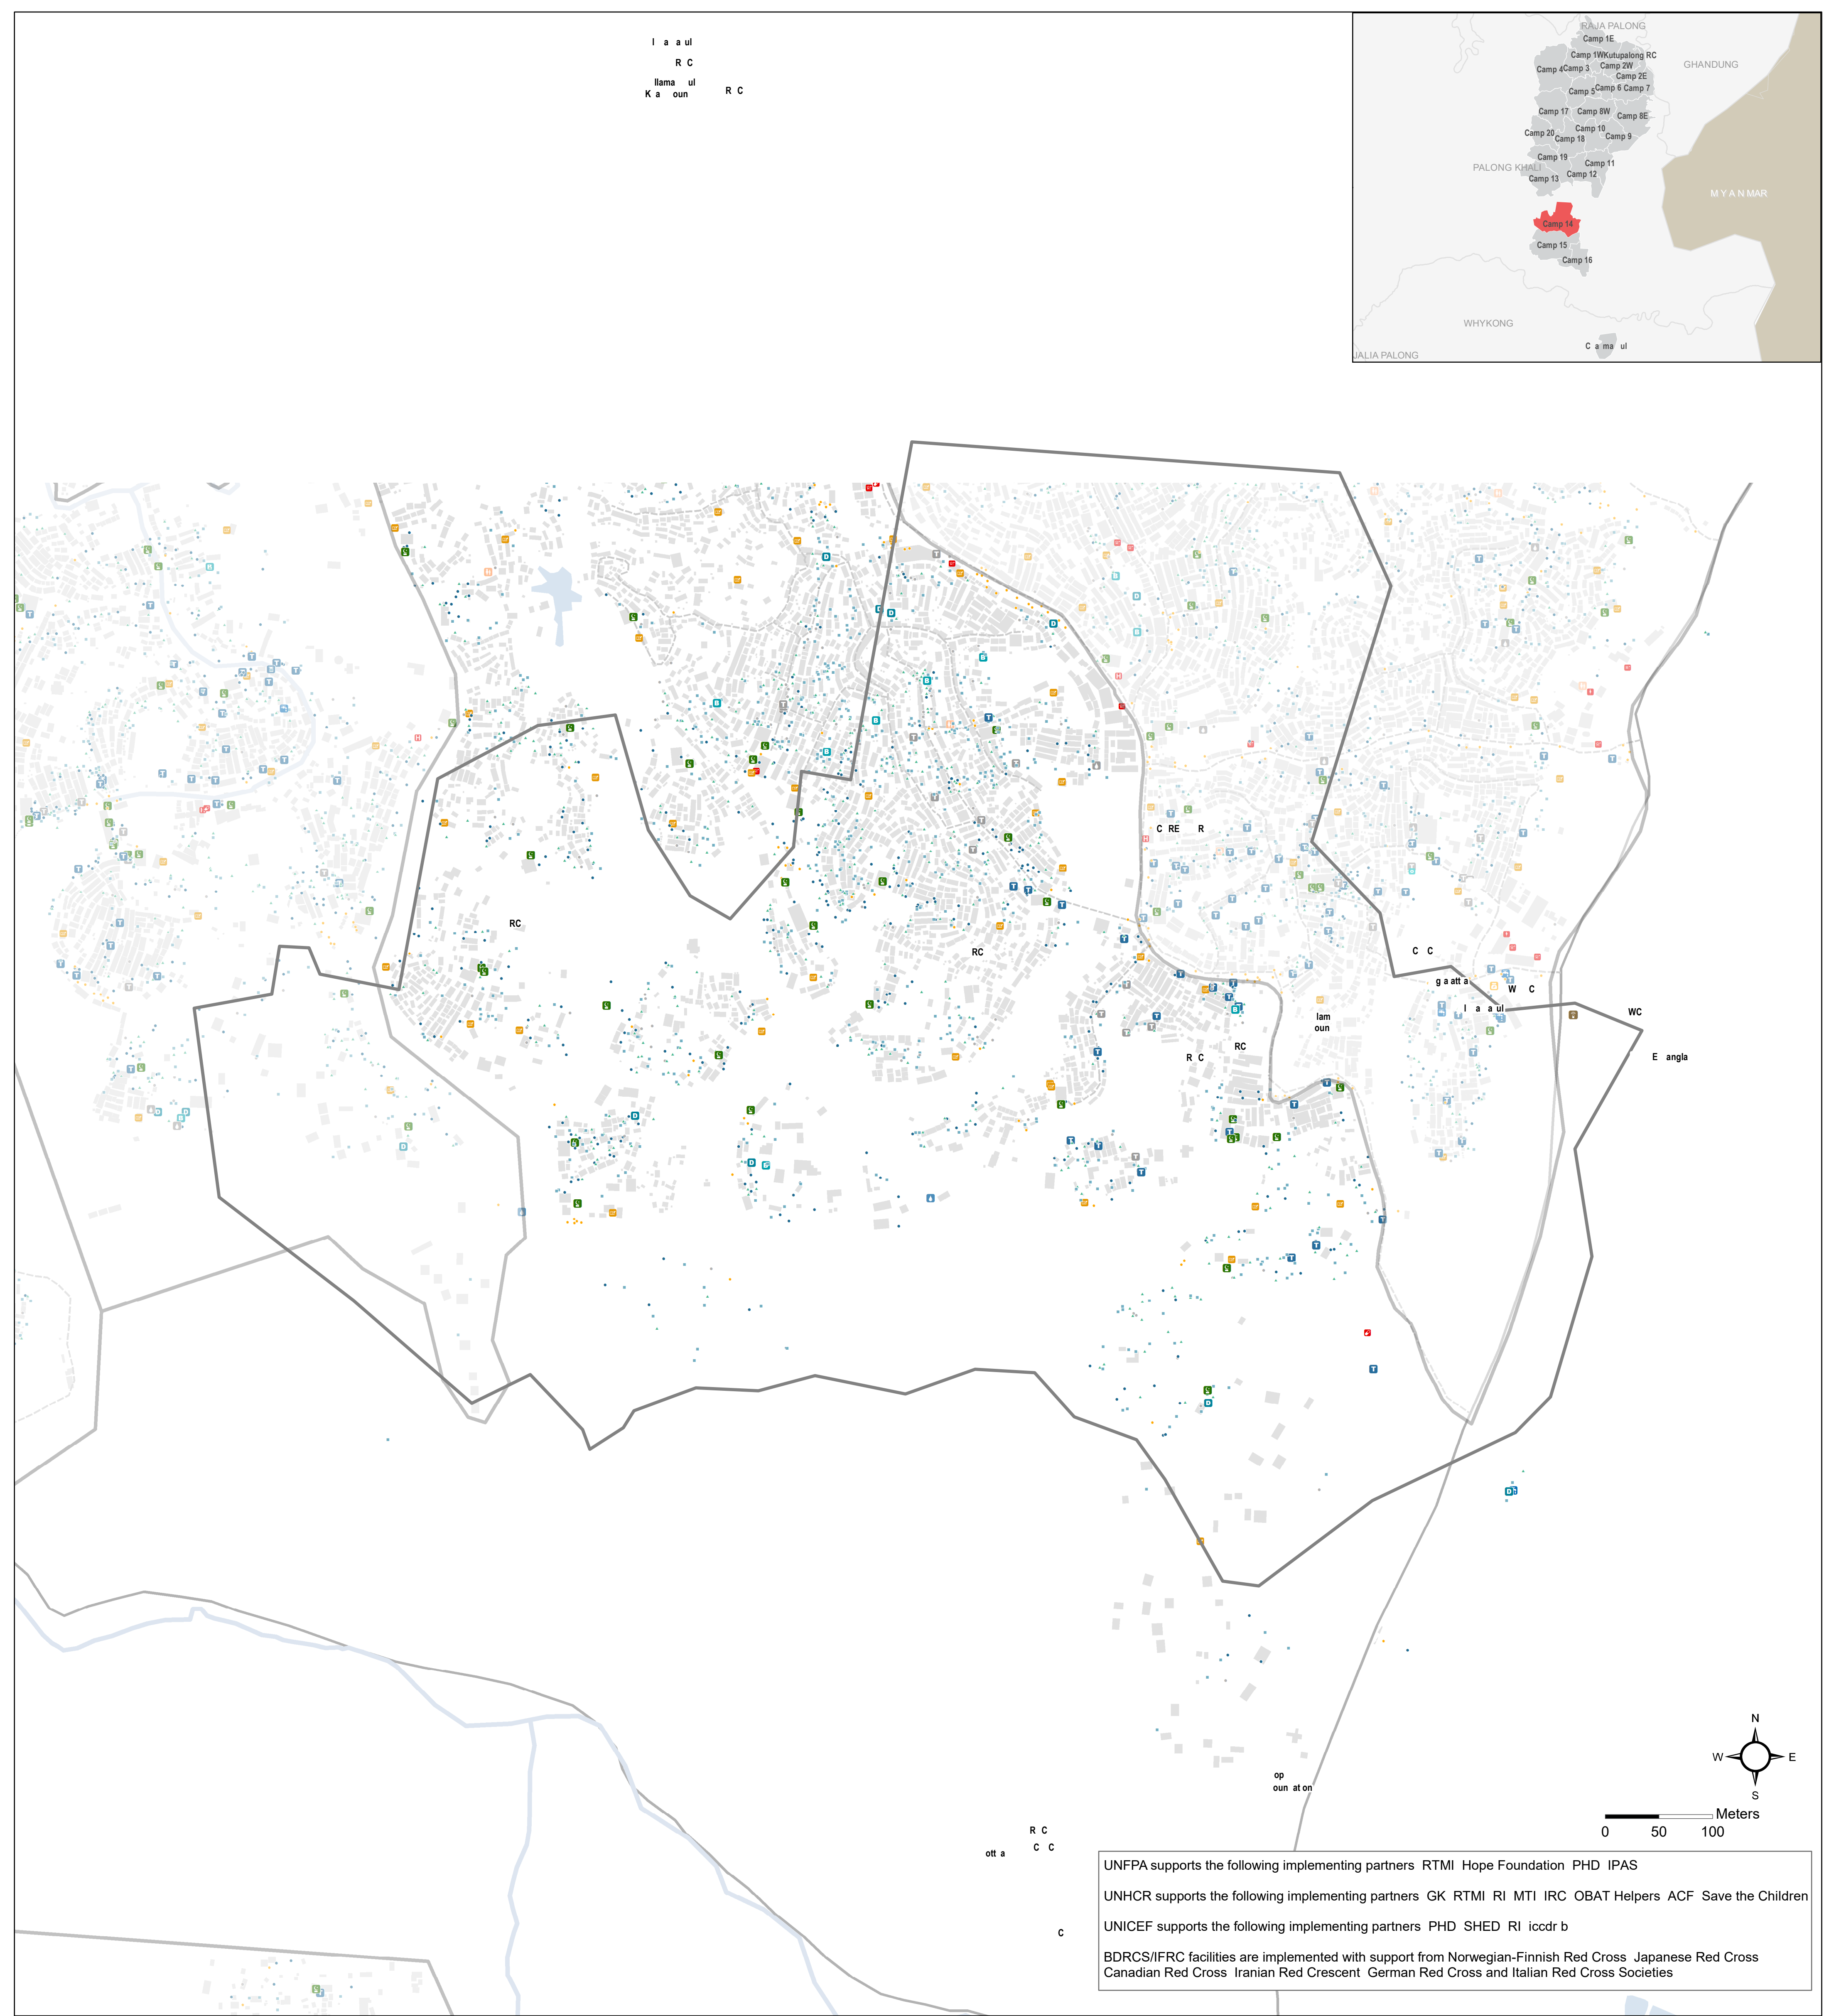 RAJA PALONG
Camp 1E
Camp 1W
Kutupalong RC
GHANDUNG
Camp 4
Camp 3
Camp 2W
Camp 2E
Camp 5
Camp 6
Camp 7
Camp 17
Camp 8W
Camp 8E
Camp 20
Camp 10
Camp 18
Camp 9
Camp 19
Camp 11
PALONG KHALI
Camp 13
Camp 12
MYANMAR
Camp 14
Camp 15
Camp 16
WHYKONG
JALIA PALONG
RC
RC
RC
WC
N
W
E
S
Meters
0 50 100
UNFPA supports the following implementing partners RTMI Hope Foundation PHD IPAS
UNHCR supports the following implementing partners GK RTMI RI MTI IRC OBAT Helpers ACF Save the Children
UNICEF supports the following implementing partners PHD SHED RI iccdr b
BDRCS/IFRC facilities are implemented with support from Norwegian-Finnish Red Cross Japanese Red Cross
Canadian Red Cross Iranian Red Crescent German Red Cross and Italian Red Cross Societies